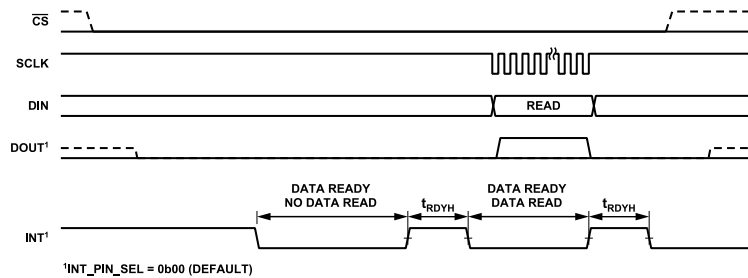 CS
SCLK
DIN
READ
DOUT¹
DATA READY
NO DATA READ
tRDYH
DATA READY
DATA READ
tRDYH
INT¹
¹INT_PIN_SEL = 0b00 (DEFAULT)